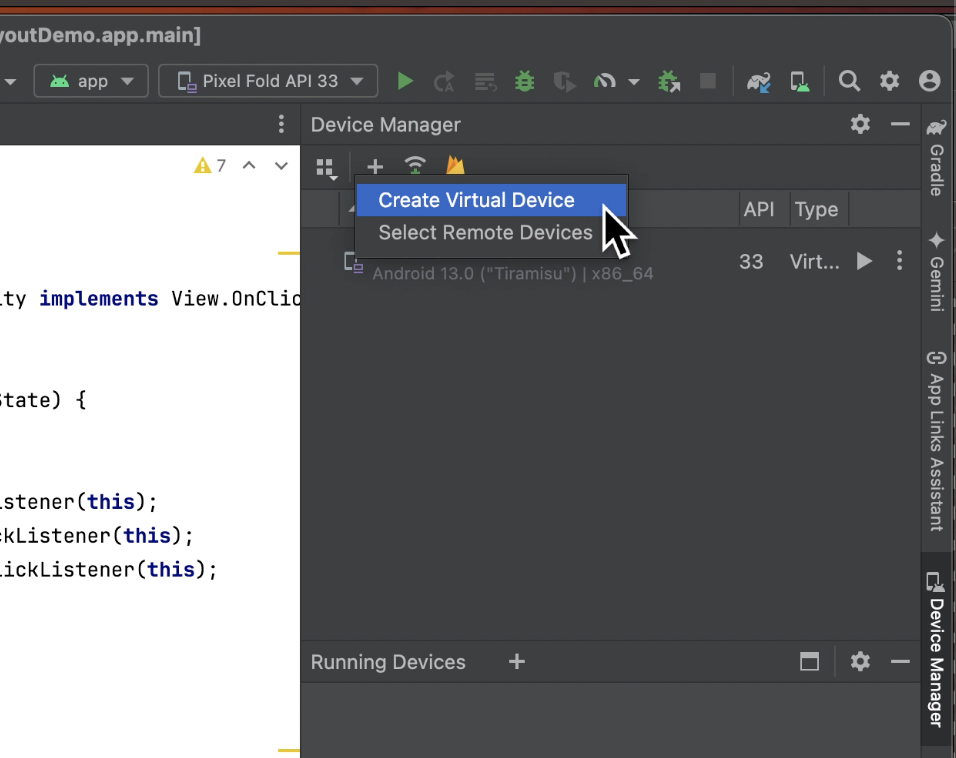 youtDemo.app.main]
app
Pixel Fold API 33
Device Manager
7
Create Virtual Device
Select Remote Devices
API
Type
Android 13.0 ("Tiramisu") | x86_64
33
Virt...
ity implements View.OnClic
State) {
istener(this);
ckListener(this);
lickListener(this);
Running Devices
Gradle
Gemini
App Links Assistant
Device Manager